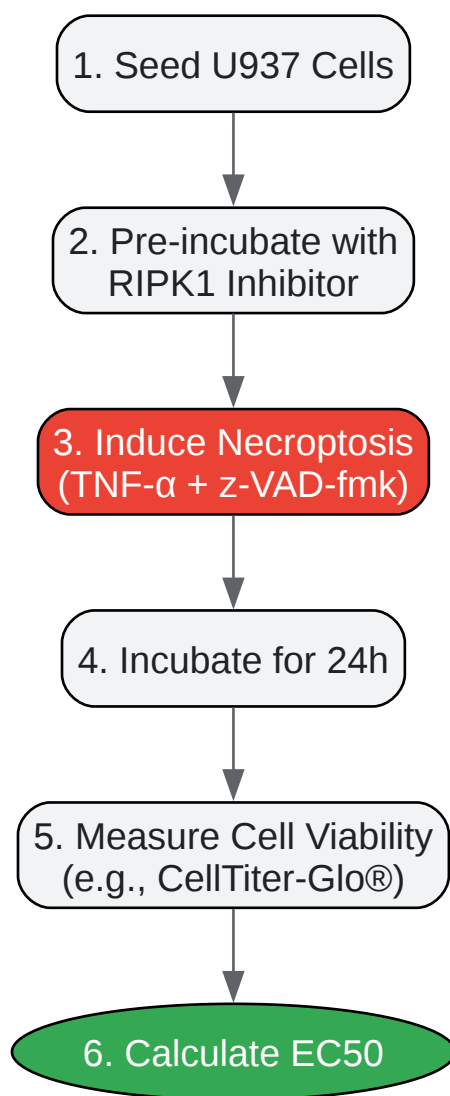 1. Seed U937 Cells
2. Pre-incubate with
RIPK1 Inhibitor
3. Induce Necroptosis
(TNF-α + z-VAD-fmk)
4. Incubate for 24h
5. Measure Cell Viability
(e.g., CellTiter-Glo®)
6. Calculate EC50